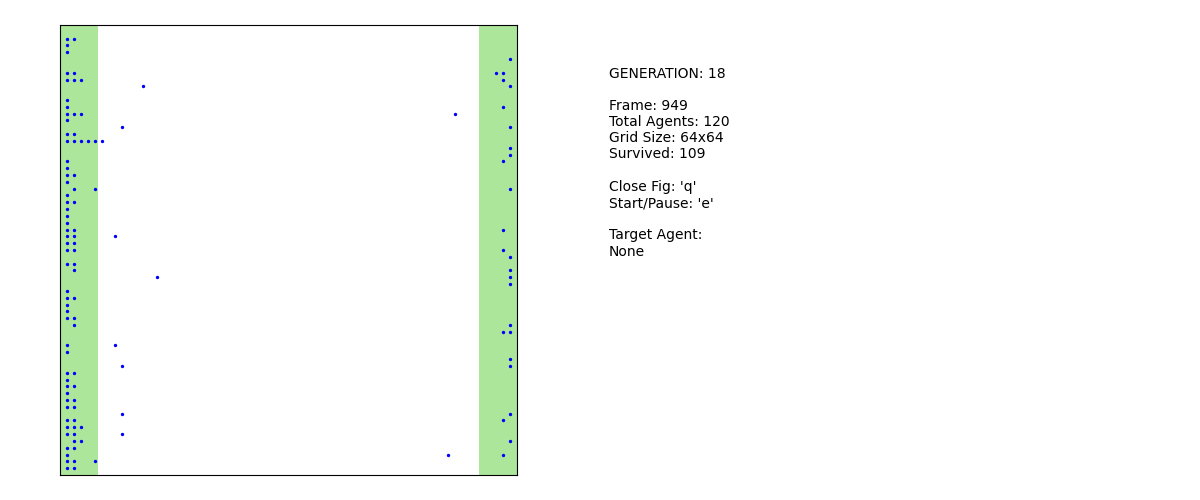 GENERATION: 18
Frame: 949
Total Agents: 120
Grid Size: 64x64
Survived: 109
Close Fig: 'q'
Start/Pause: 'e'
Target Agent:
None